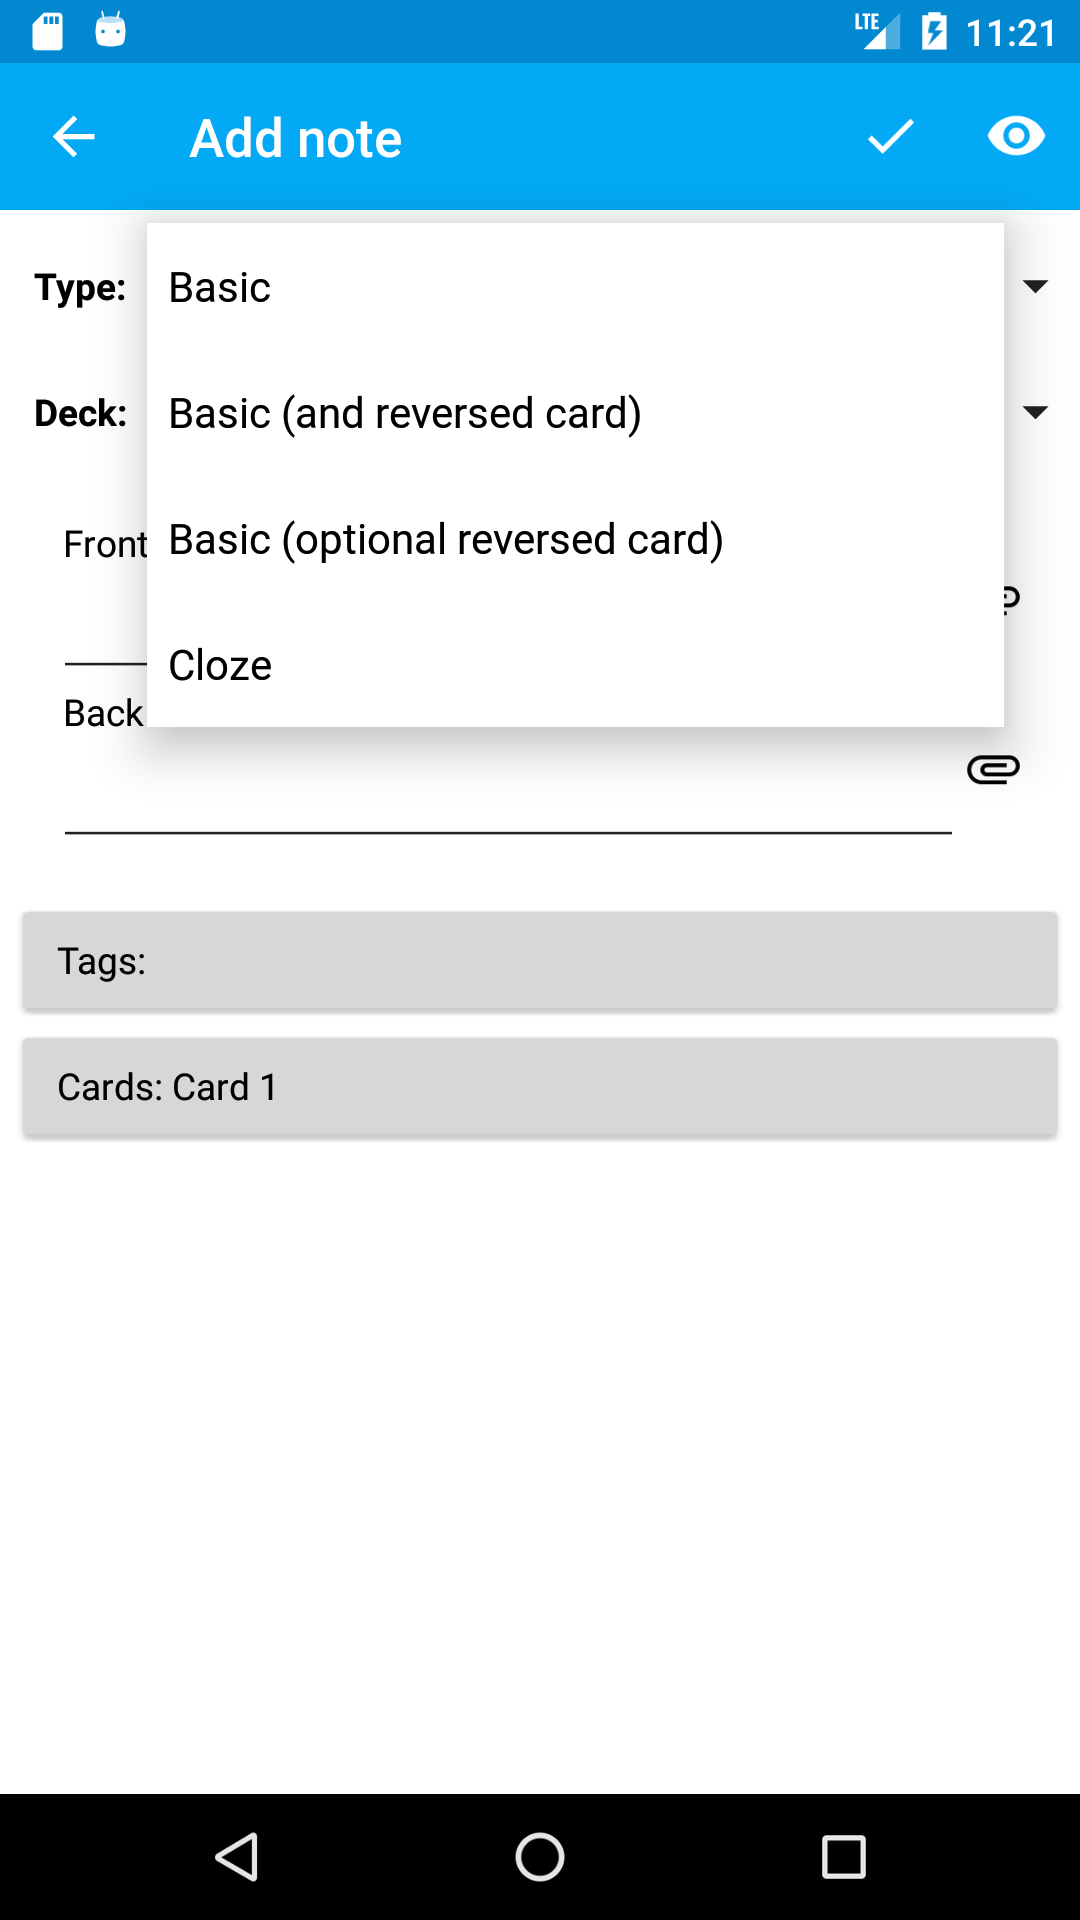 LTE 11:21
Add note
Type: Basic
Deck: Basic (and reversed card)
Front Basic (optional reversed card)
Cloze
Back
Tags:
Cards: Card 1